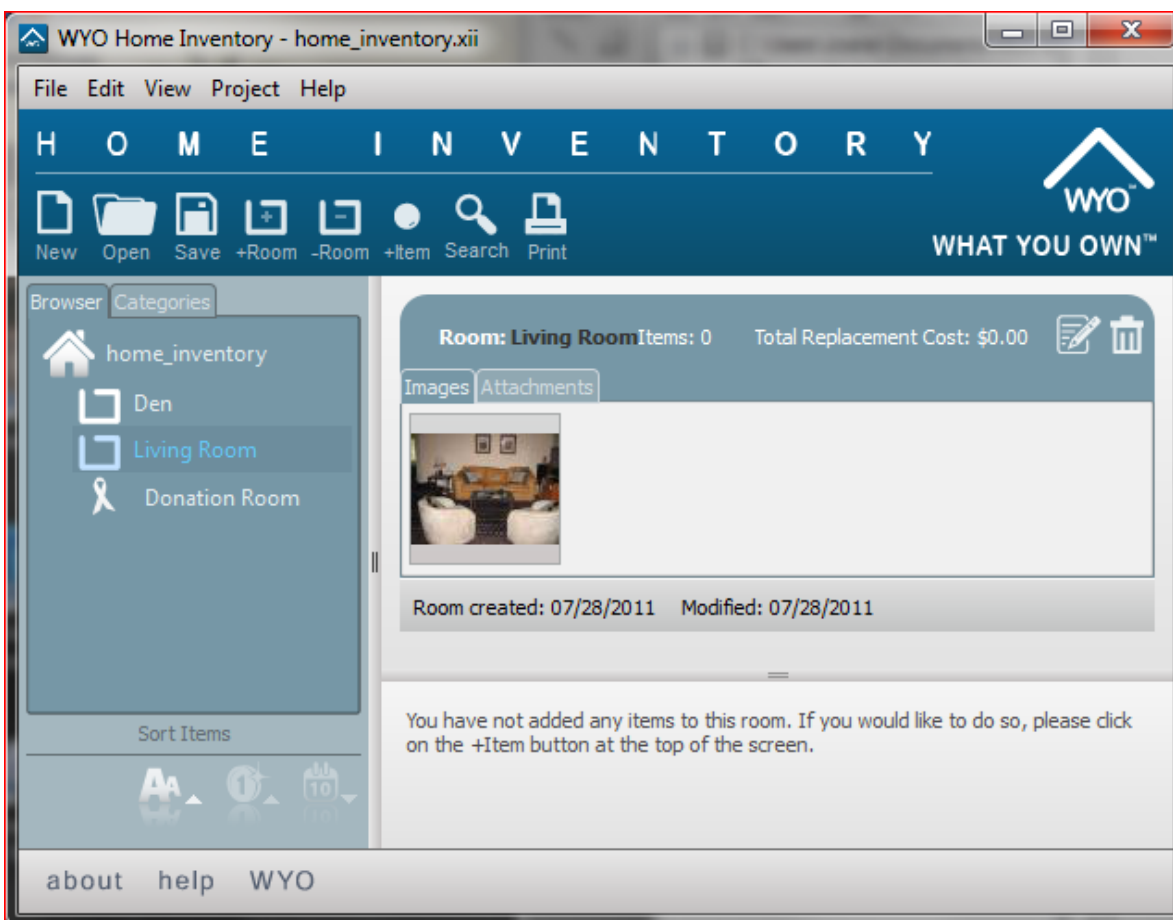 WYO Home Inventory - home_inventory.xii
File Edit View Project Help
HOME INVENTORY
WYO™
WHAT YOU OWN™
New Open Save +Room -Room +Item Search Print
Browser Categories
home_inventory
Den
Living Room
Donation Room
Sort Items
Room: Living Room Items: 0 Total Replacement Cost: $0.00
Images Attachments
Room created: 07/28/2011 Modified: 07/28/2011
You have not added any items to this room. If you would like to do so, please click
on the +Item button at the top of the screen.
about help WYO